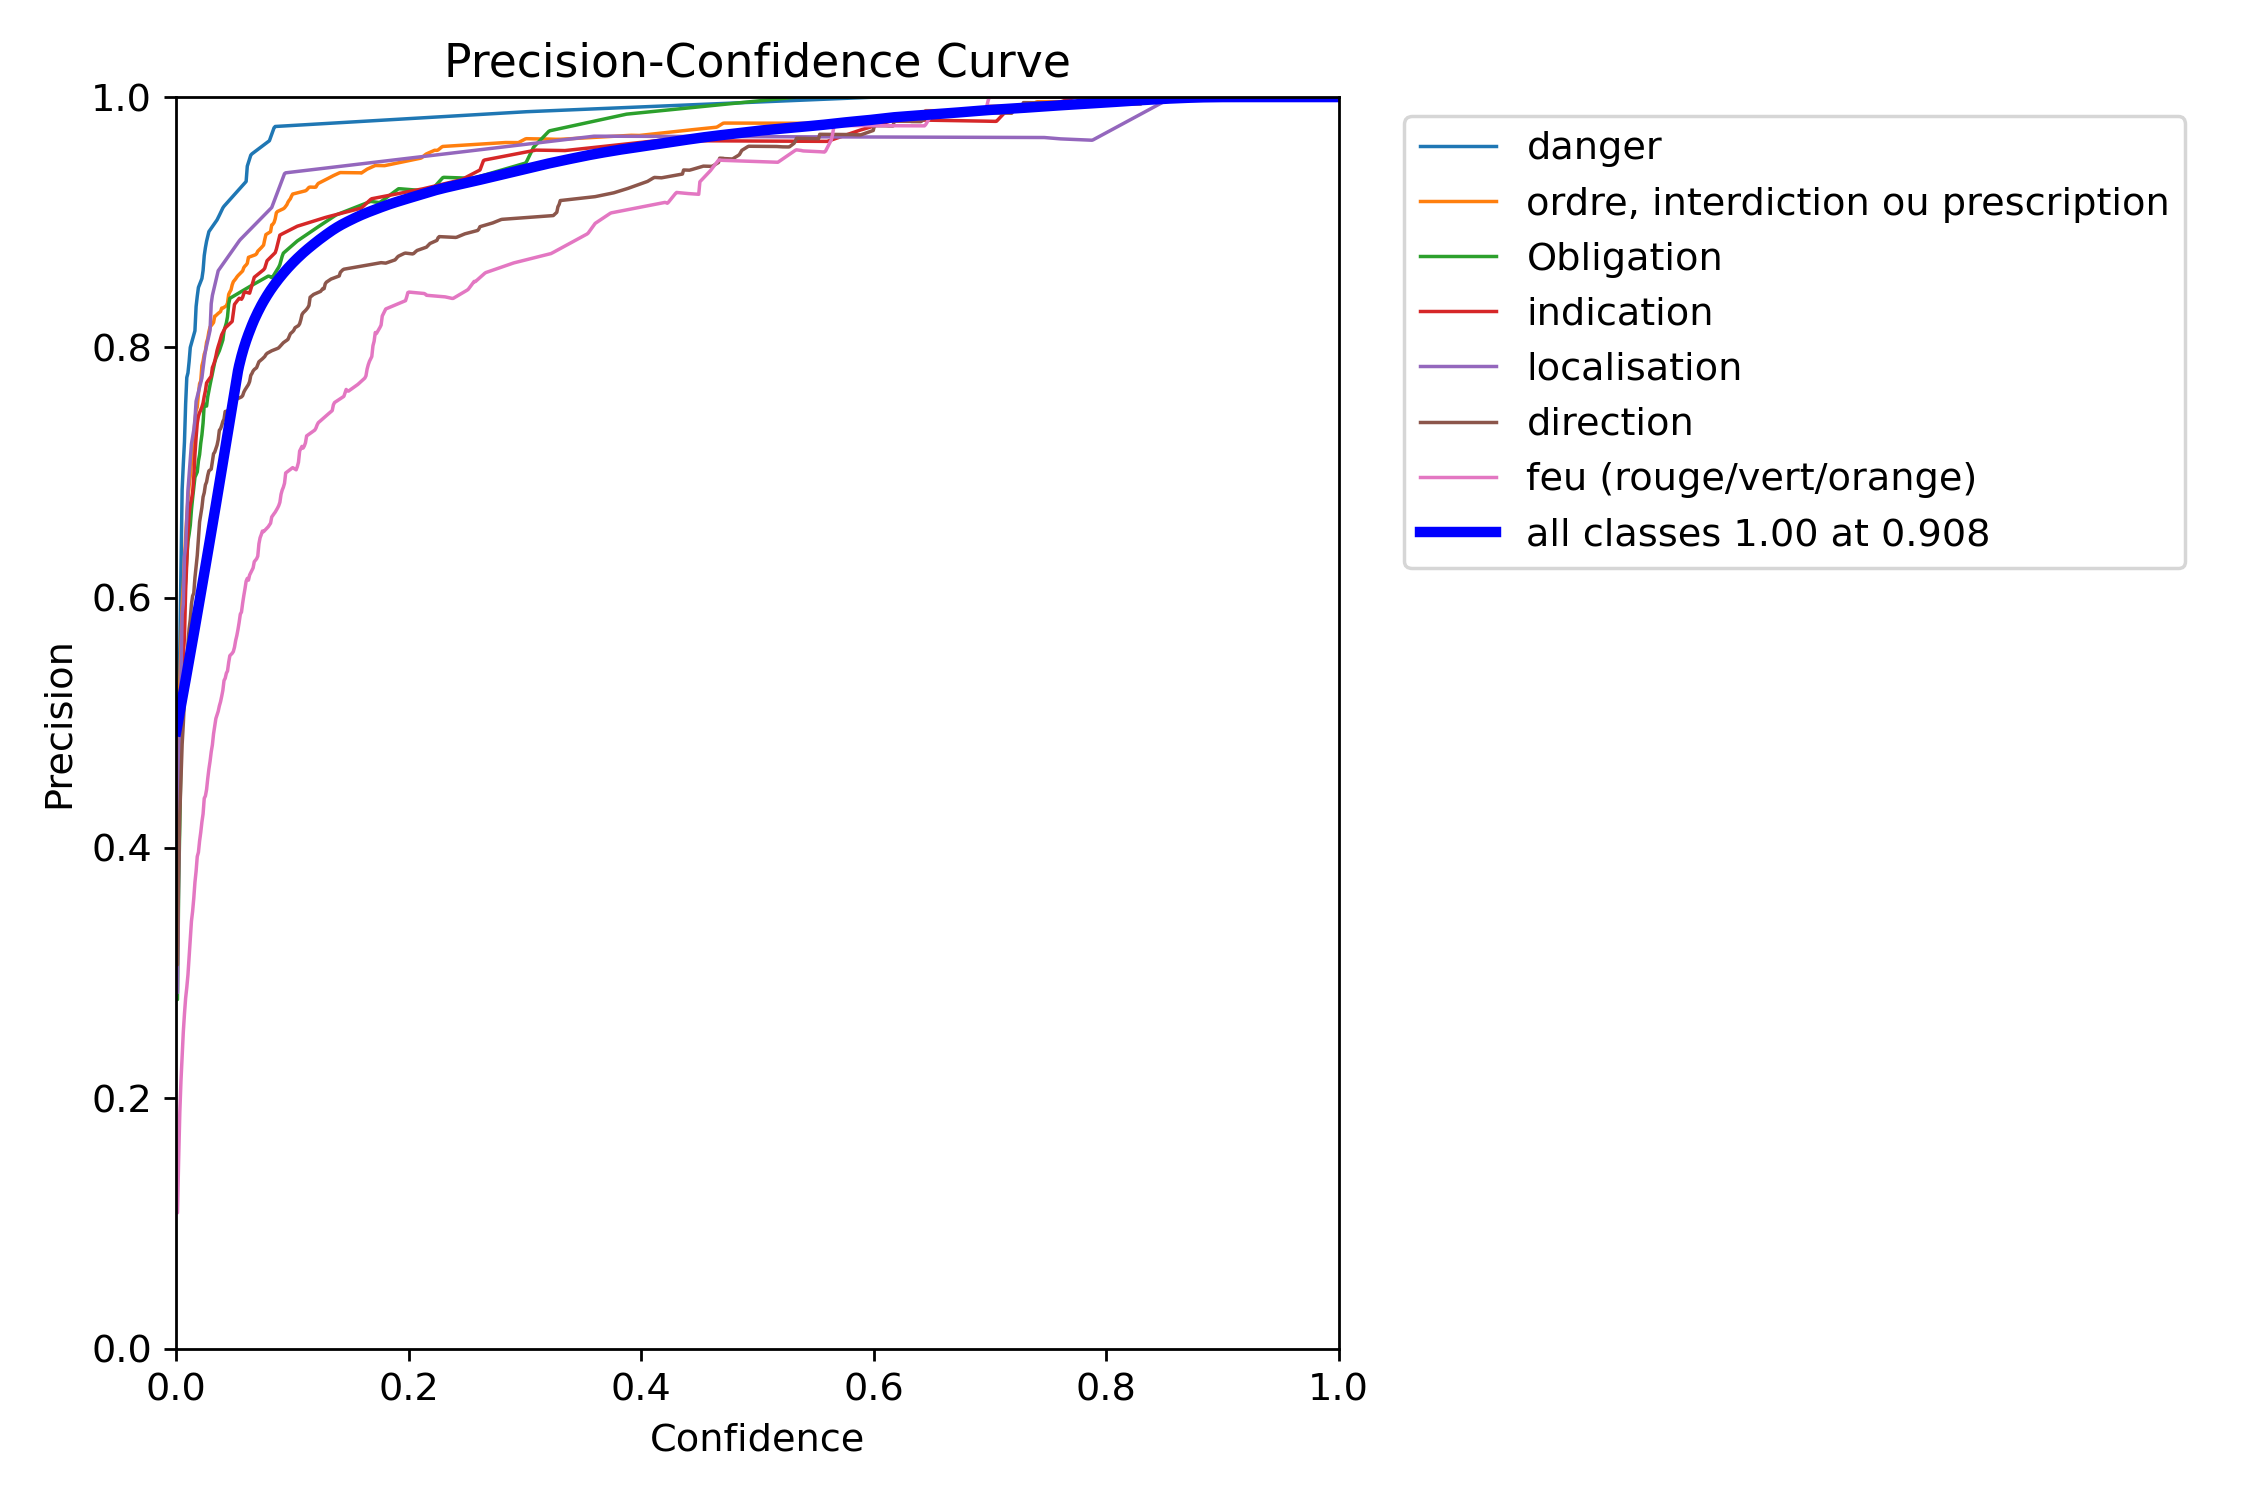 Precision-Confidence Curve
1.0
0.8
0.6
0.4
0.2
0.0
Precision
0.0 0.2 0.4 0.6 0.8 1.0
Confidence
danger
ordre, interdiction ou prescription
Obligation
indication
localisation
direction
feu (rouge/vert/orange)
all classes 1.00 at 0.908